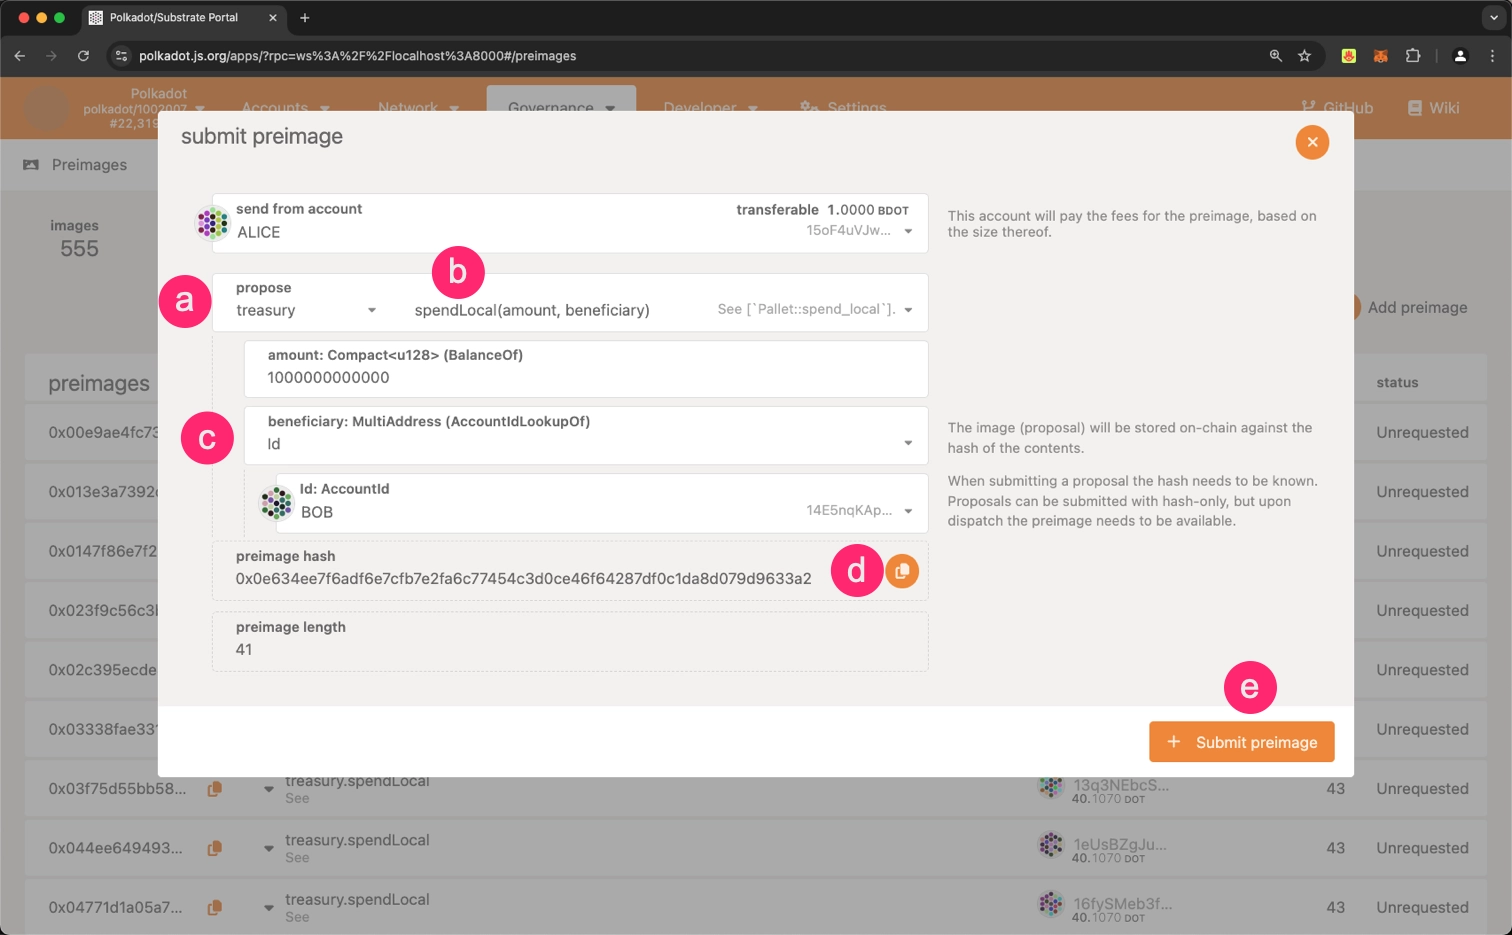 Polkadot/Substrate Portal
polkadot.js.org/apps/?rpc=ws%3A%2F%2Flocalhost%3A8000#/preimages
Polkadot
polkadot/1002007
#22,319
Accounts
Network
Governance
Developer
Settings
GitHub
Wiki
Preimages
submit preimage
images
555
send from account
ALICE
transferable 1.0000 BDOT
15oF4uVJw...
This account will pay the fees for the preimage, based on
the size thereof.
a
b
propose
treasury
spendLocal(amount, beneficiary)
See [`Pallet::spend_local`].
Add preimage
amount: Compact<u128> (BalanceOf)
1000000000000
preimages
status
c
beneficiary: MultiAddress (AccountIdLookupOf)
Id
The image (proposal) will be stored on-chain against the
hash of the contents.
0x00e9ae4fc73
Unrequested
Id: AccountId
BOB
14E5nqKAp...
When submitting a proposal the hash needs to be known.
Proposals can be submitted with hash-only, but upon
dispatch the preimage needs to be available.
0x013e3a7392
Unrequested
preimage hash
0x0e634ee7f6adf6e7cfb7e2fa6c77454c3d0ce46f64287df0c1da8d079d9633a2
d
0x0147f86e7f2
Unrequested
preimage length
41
0x023f9c56c3
Unrequested
0x02c395ecde
Unrequested
e
0x03338fae33
Unrequested
Submit preimage
0x03f75d55bb58...
treasury.spendLocal
See
13q3NEbcS...
40.1070 DOT
43
Unrequested
0x044ee649493...
treasury.spendLocal
See
1eUsBZgJu...
40.1070 DOT
43
Unrequested
0x04771d1a05a7...
treasury.spendLocal
See
16fySMeb3f...
40.1070 DOT
43
Unrequested